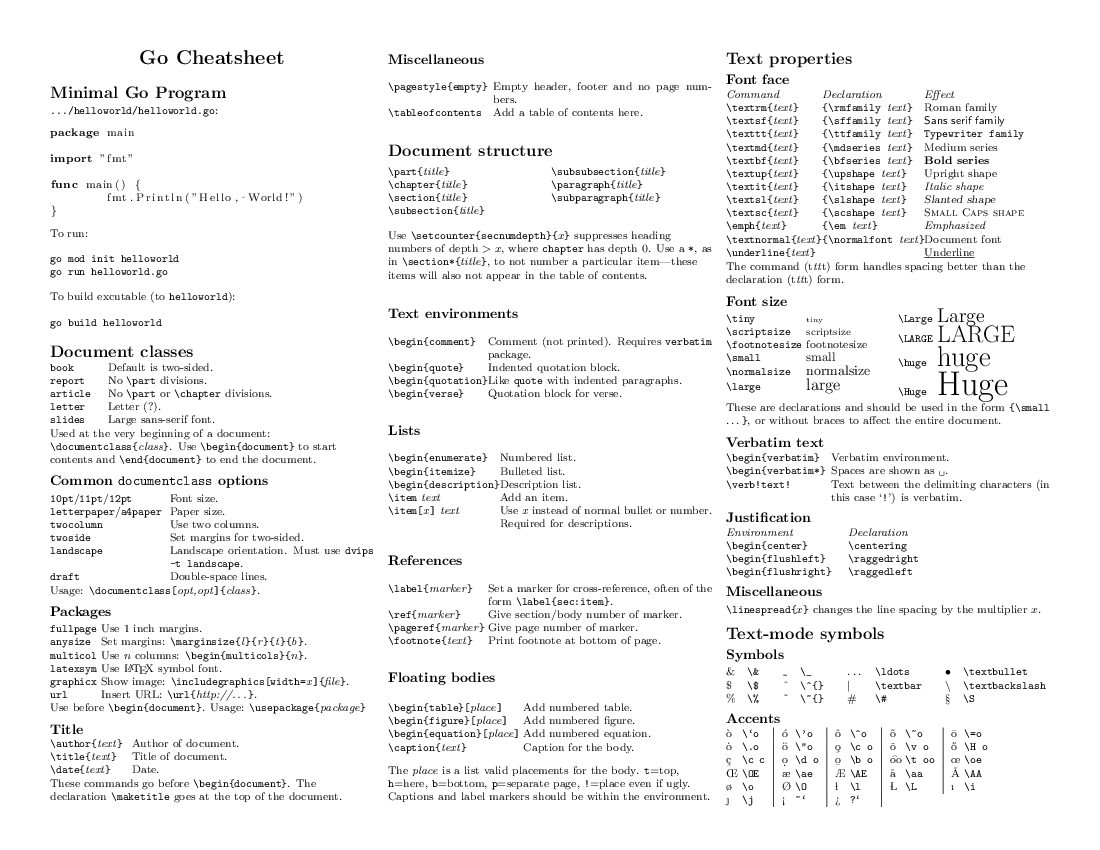 Go Cheatsheet
Minimal Go Program
.../helloworld/helloworld.go:
package main
import "fmt"
func main() {
fmt.Println("Hello, World!")
}
To run:
go mod init helloworld
go run helloworld.go
To build excutable (to helloworld):
go build helloworld
Document classes
book Default is two-sided.
report No \part divisions.
article No \part or \chapter divisions.
letter Letter (?).
slides Large sans-serif font.
Used at the very beginning of a document:
\documentclass{class}. Use \begin{document} to start
contents and \end{document} to end the document.
Common documentclass options
10pt/11pt/12pt Font size.
letterpaper/a4paper Paper size.
twocolumn Use two columns.
twoside Set margins for two-sided.
landscape Landscape orientation. Must use dvips
-t landscape.
draft Double-space lines.
Usage: \documentclass[opt,opt]{class}.
Packages
fullpage Use 1 inch margins.
anysize Set margins: \marginsize{l}{r}{t}{b}.
multicol Use n columns: \begin{multicols}{n}.
latexsym Use LATEX symbol font.
graphicx Show image: \includegraphics[width=x]{file}.
url Insert URL: \url{http://...}.
Use before \begin{document}. Usage: \usepackage{package}
Title
\author{text} Author of document.
\title{text} Title of document.
\date{text} Date.
These commands go before \begin{document}. The
declaration \maketitle goes at the top of the document.
Miscellaneous
\pagestyle{empty} Empty header, footer and no page num-
bers.
\tableofcontents Add a table of contents here.
Document structure
\part{title} \subsubsection{title}
\chapter{title} \paragraph{title}
\section{title} \subparagraph{title}
\subsection{title}
Use \setcounter{secnumdepth}{x} suppresses heading
numbers of depth > x, where chapter has depth 0. Use a *, as
in \section*{title}, to not number a particular item—these
items will also not appear in the table of contents.
Text environments
\begin{comment} Comment (not printed). Requires verbatim
package.
\begin{quote} Indented quotation block.
\begin{quotation} Like quote with indented paragraphs.
\begin{verse} Quotation block for verse.
Lists
\begin{enumerate} Numbered list.
\begin{itemize} Bulleted list.
\begin{description} Description list.
\item text Add an item.
\item[x] text Use x instead of normal bullet or number.
Required for descriptions.
References
\label{marker} Set a marker for cross-reference, often of the
form \label{sec:item}.
\ref{marker} Give section/body number of marker.
\pageref{marker} Give page number of marker.
\footnote{text} Print footnote at bottom of page.
Floating bodies
\begin{table}[place] Add numbered table.
\begin{figure}[place] Add numbered figure.
\begin{equation}[place] Add numbered equation.
\caption{text} Caption for the body.
The place is a list valid placements for the body. t=top,
h=here, b=bottom, p=separate page, !=place even if ugly.
Captions and label markers should be within the environment.
Text properties
Font face
Command Declaration Effect
\textrm{text} {\rmfamily text} Roman family
\textsf{text} {\sffamily text} Sans serif family
\texttt{text} {\ttfamily text} Typewriter family
\textmd{text} {\mdseries text} Medium series
\textbf{text} {\bfseries text} Bold series
\textup{text} {\upshape text} Upright shape
\textit{text} {\itshape text} Italic shape
\textsl{text} {\slshape text} Slanted shape
\textsc{text} {\scshape text} Small Caps shape
\emph{text} {\em text} Emphasized
\textnormal{text} {\normalfont text} Document font
\underline{text} Underline
The command (tttt) form handles spacing better than the
declaration (tttt) form.
Font size
\tiny tiny \Large Large
\scriptsize scriptsize \LARGE LARGE
\footnotesize footnotesize
\small small \huge huge
\normalsize normalsize
\large large \Huge Huge
These are declarations and should be used in the form {\small
...}, or without braces to affect the entire document.
Verbatim text
\begin{verbatim} Verbatim environment.
\begin{verbatim*} Spaces are shown as ␣.
\verb!text! Text between the delimiting characters (in
this case ‘!’) is verbatim.
Justification
Environment Declaration
\begin{center} \centering
\begin{flushleft} \raggedright
\begin{flushright} \raggedleft
Miscellaneous
\linespread{x} changes the line spacing by the multiplier x.
Text-mode symbols
Symbols
& \& _ \_ ... \ldots • \textbullet
$ \$ ^ \^{} | \textbar \ \textbackslash
% \% ~ \~{} # \# § \S
Accents
ò \`o ó \'o ô \^o õ \~o ō \=o
ȯ \.o ö \"o o̧ \c o ǒ \v o ő \H o
ç \c c ọ \d o o̱ \b o o͡o \t oo œ \oe
Œ \OE æ \ae Æ \AE å \aa Å \AA
ø \o Ø \O ł \l Ł \L ı \i
ȷ \j ¡ ~` ¿ ?`